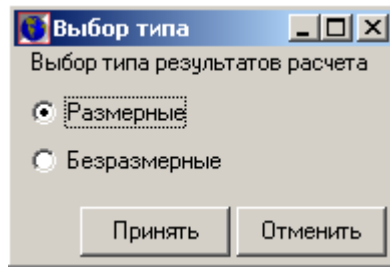 Выбор типа
Выбор типа результатов расчета
Размерные
Безразмерные
Принять Отменить